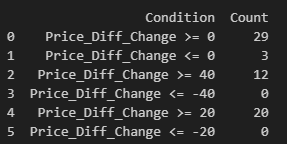 Condition Count
0 Price_Diff_Change >= 0 29
1 Price_Diff_Change <= 0 3
2 Price_Diff_Change >= 40 12
3 Price_Diff_Change <= -40 0
4 Price_Diff_Change >= 20 20
5 Price_Diff_Change <= -20 0